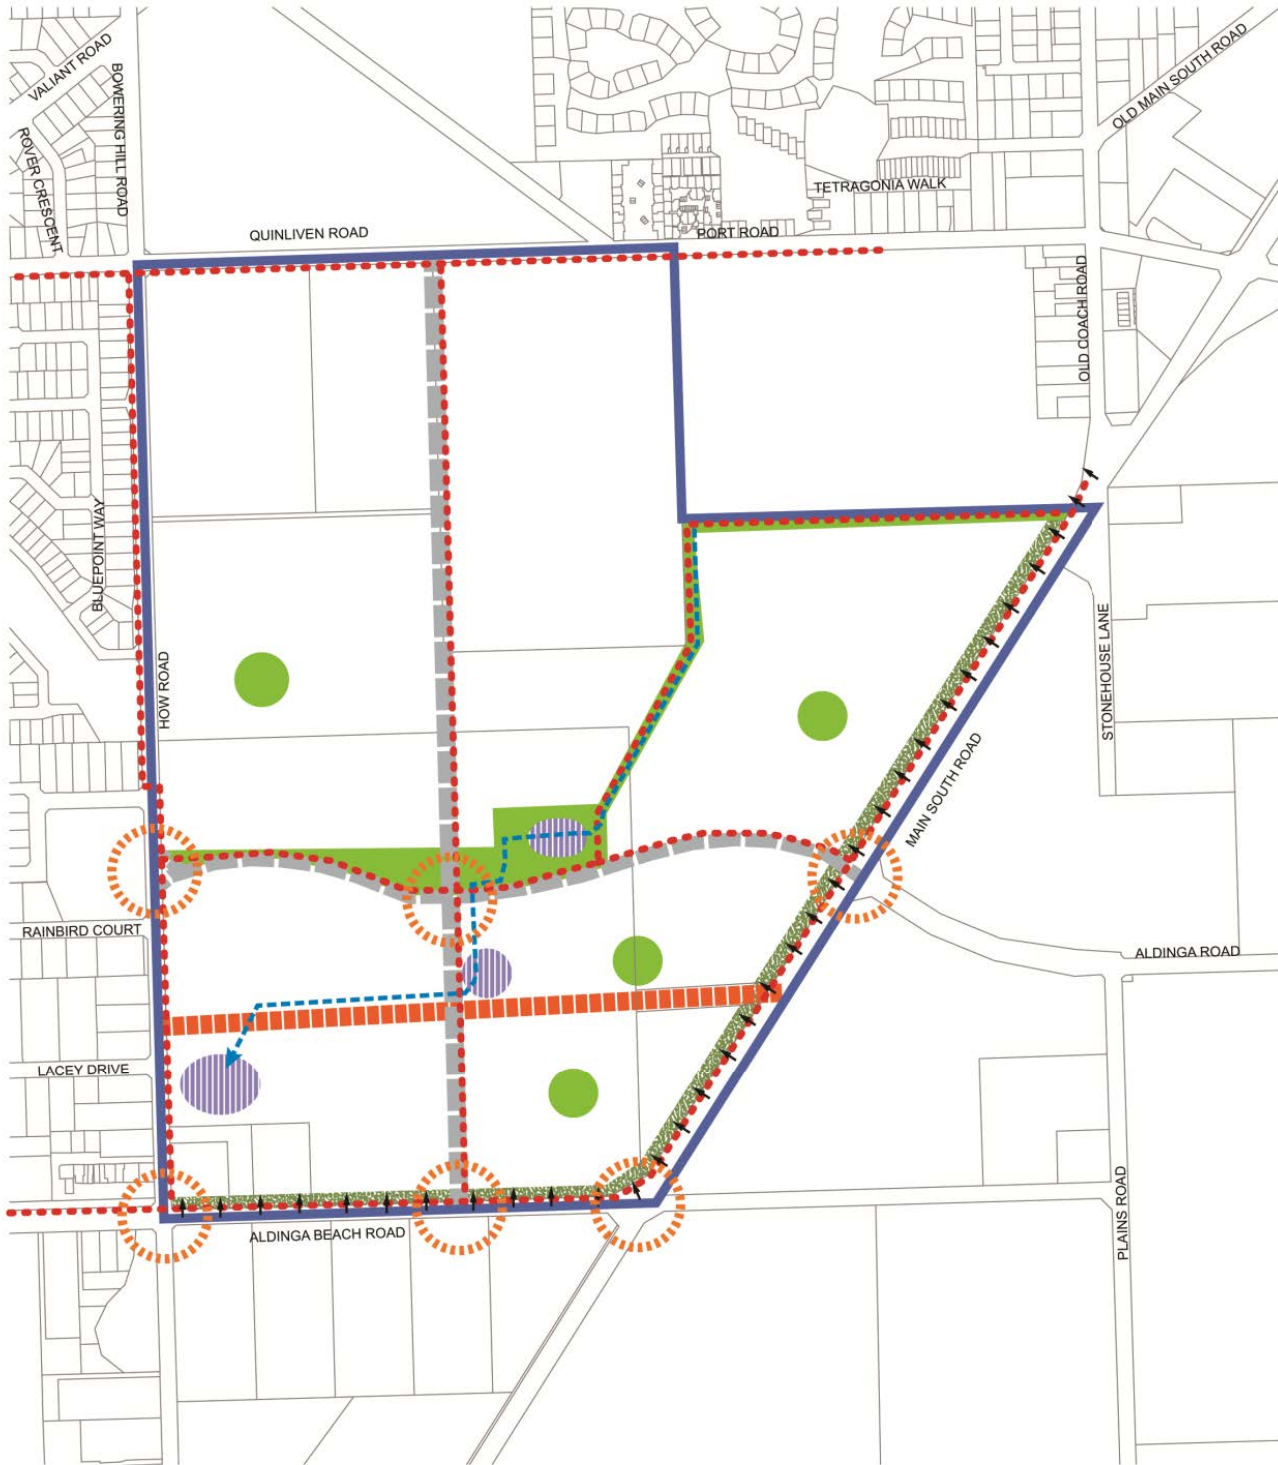 VALIANT ROAD
BOWERING HILL ROAD
OLD MAIN SOUTH ROAD
ROVER CRESCENT
TETRAGONIA WALK
QUINLIVEN ROAD
PORT ROAD
OLD COACH ROAD
BLUEPOINT WAY
HOW ROAD
STONEHOUSE LANE
MAIN SOUTH ROAD
RAINBIRD COURT
ALDINGA ROAD
LACEY DRIVE
PLAINS ROAD
ALDINGA BEACH ROAD